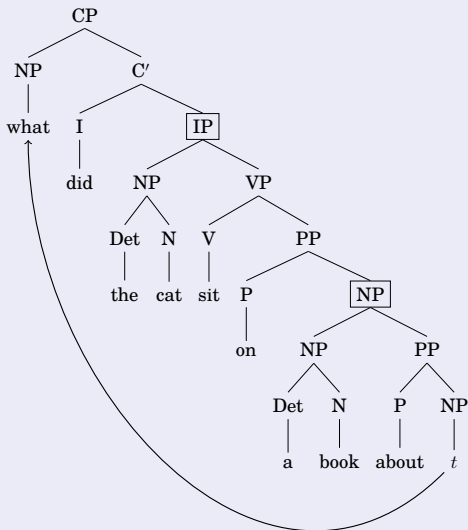 CP
NP C′
what I IP
did NP VP
Det N V PP
the cat sit P NP
on NP PP
Det N P NP
a book about t